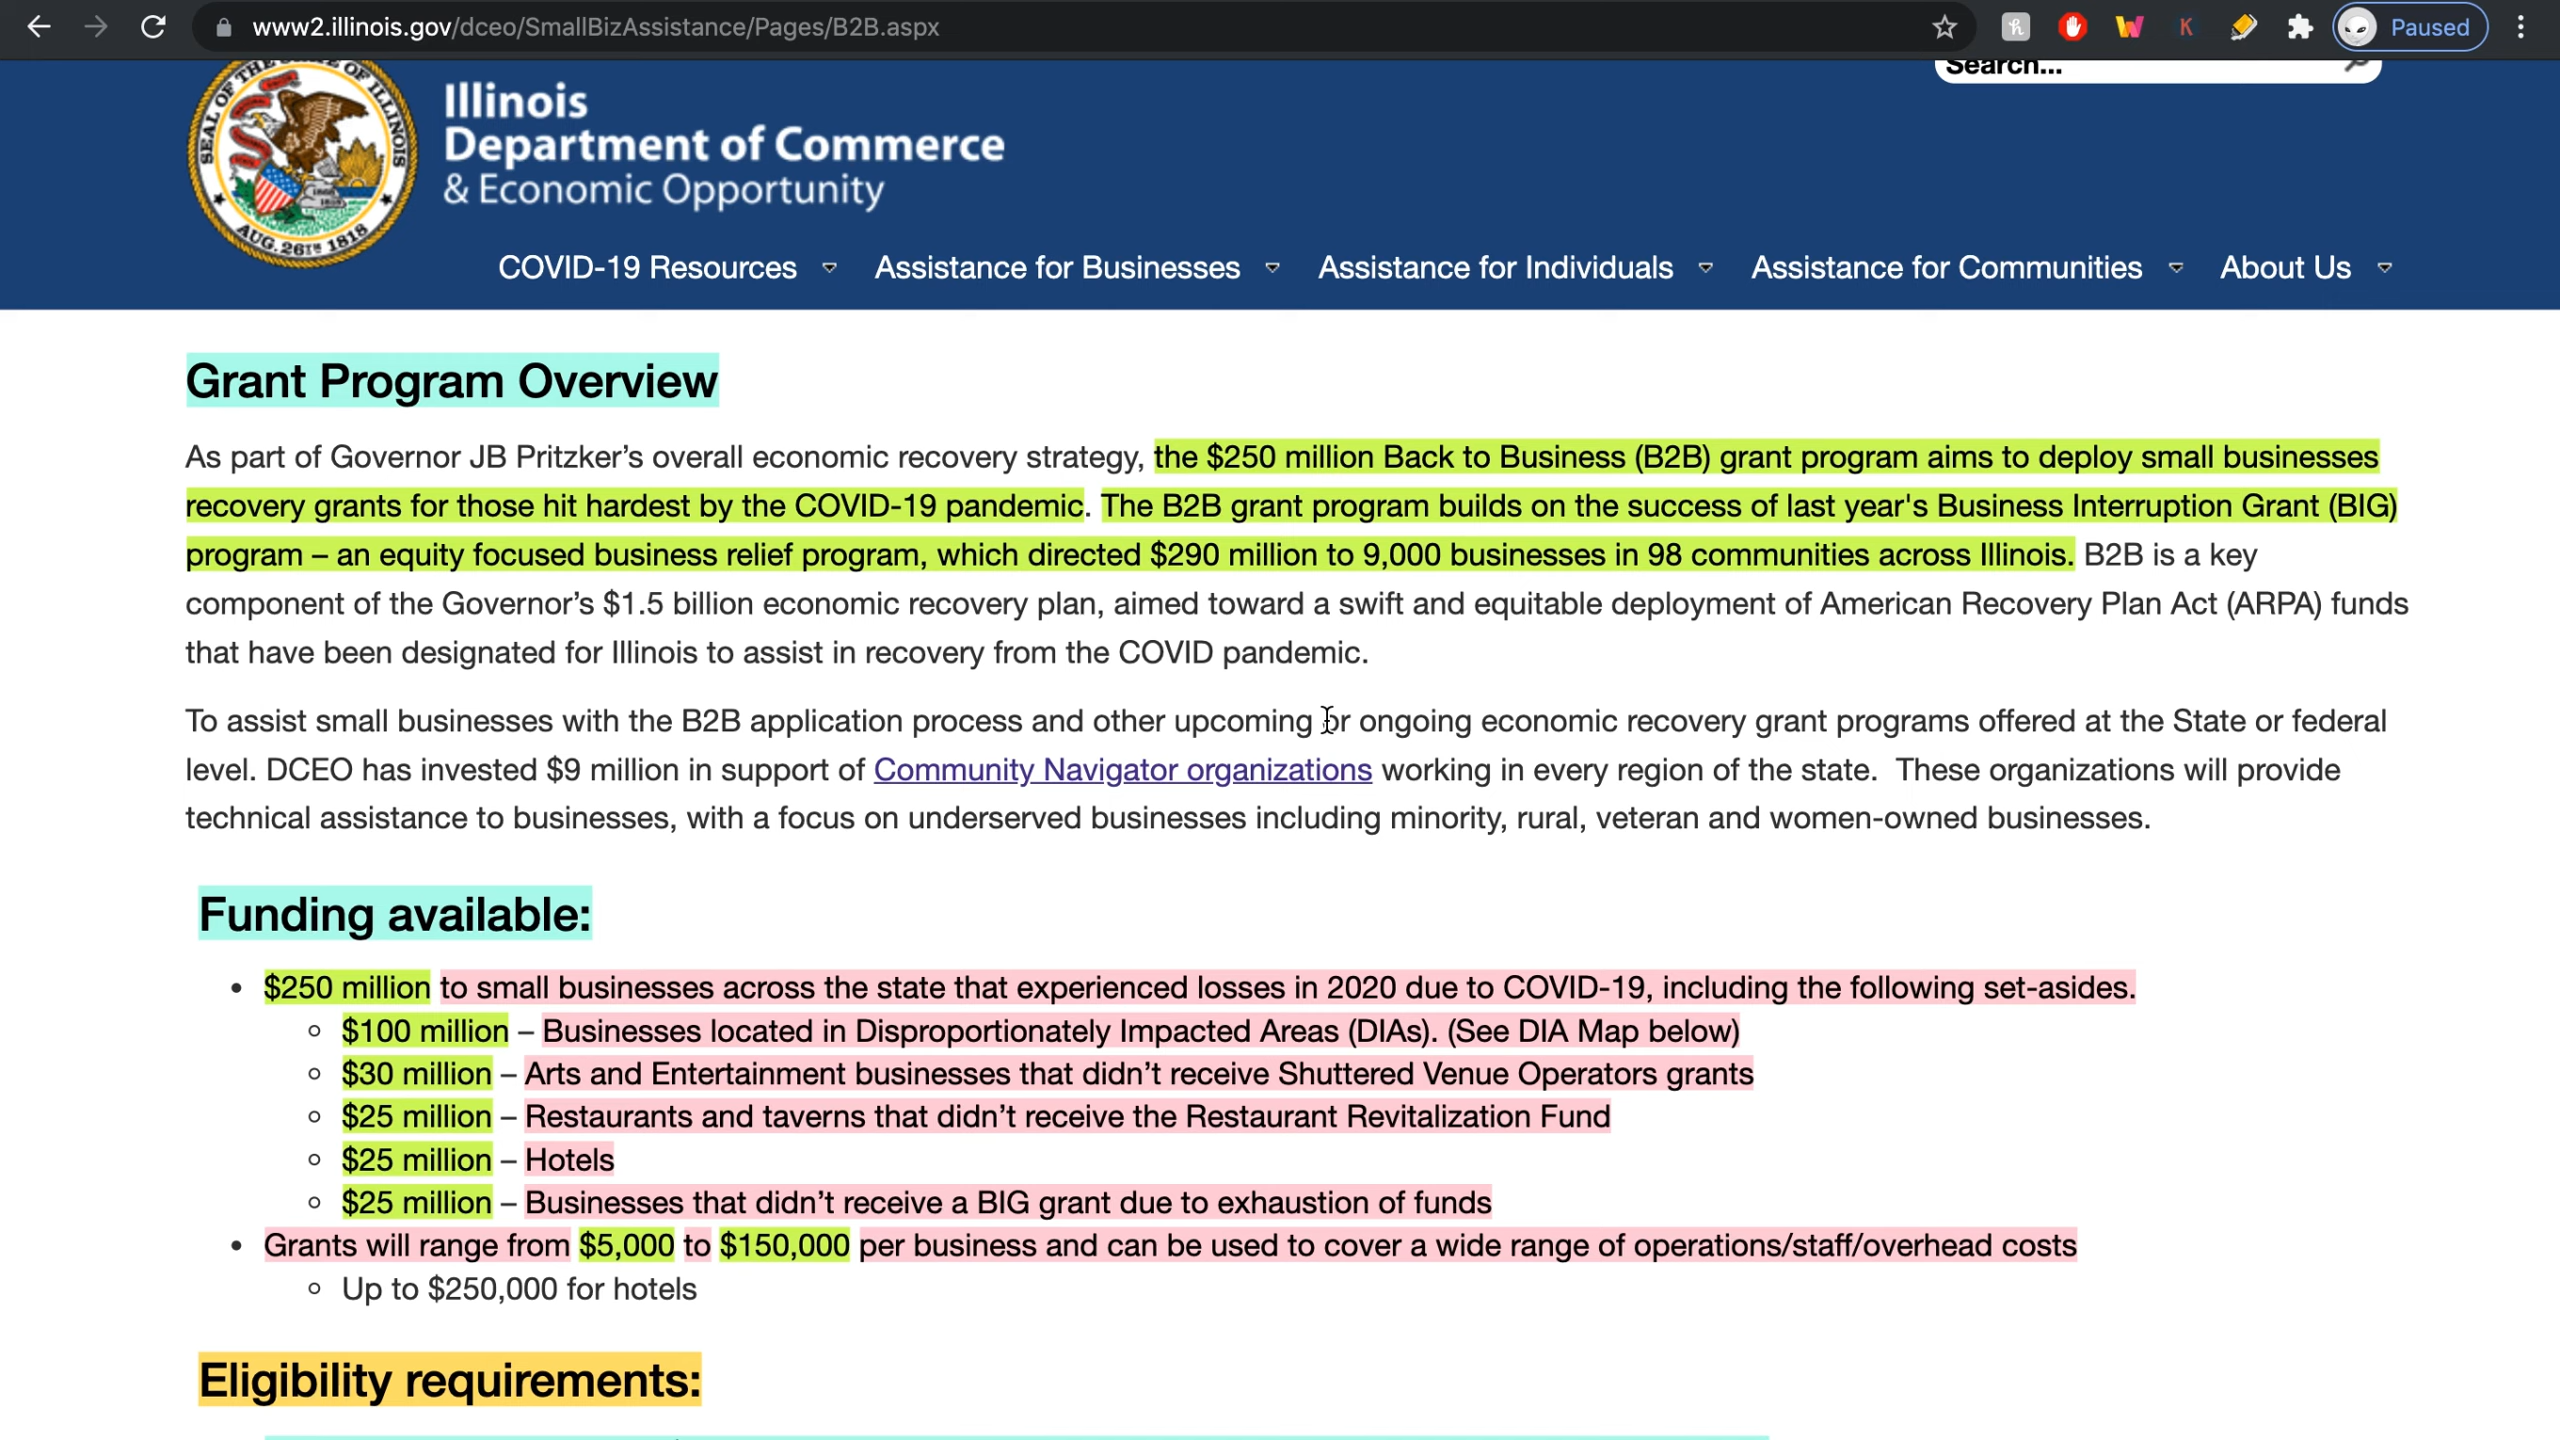 www2.illinois.gov/dceo/SmallBizAssistance/Pages/B2B.aspx
Paused
Search...
SEAL OF THE STATE OF ILLINOIS
AUG. 26TH 1818
Illinois
Department of Commerce
& Economic Opportunity
COVID-19 Resources Assistance for Businesses Assistance for Individuals Assistance for Communities About Us
Grant Program Overview
As part of Governor JB Pritzker’s overall economic recovery strategy, the $250 million Back to Business (B2B) grant program aims to deploy small businesses
recovery grants for those hit hardest by the COVID-19 pandemic. The B2B grant program builds on the success of last year's Business Interruption Grant (BIG)
program – an equity focused business relief program, which directed $290 million to 9,000 businesses in 98 communities across Illinois. B2B is a key
component of the Governor’s $1.5 billion economic recovery plan, aimed toward a swift and equitable deployment of American Recovery Plan Act (ARPA) funds
that have been designated for Illinois to assist in recovery from the COVID pandemic.
To assist small businesses with the B2B application process and other upcoming or ongoing economic recovery grant programs offered at the State or federal
level. DCEO has invested $9 million in support of Community Navigator organizations working in every region of the state.  These organizations will provide
technical assistance to businesses, with a focus on underserved businesses including minority, rural, veteran and women-owned businesses.
Funding available:
• $250 million to small businesses across the state that experienced losses in 2020 due to COVID-19, including the following set-asides.
○ $100 million – Businesses located in Disproportionately Impacted Areas (DIAs). (See DIA Map below)
○ $30 million – Arts and Entertainment businesses that didn’t receive Shuttered Venue Operators grants
○ $25 million – Restaurants and taverns that didn’t receive the Restaurant Revitalization Fund
○ $25 million – Hotels
○ $25 million – Businesses that didn’t receive a BIG grant due to exhaustion of funds
• Grants will range from $5,000 to $150,000 per business and can be used to cover a wide range of operations/staff/overhead costs
○ Up to $250,000 for hotels
Eligibility requirements: